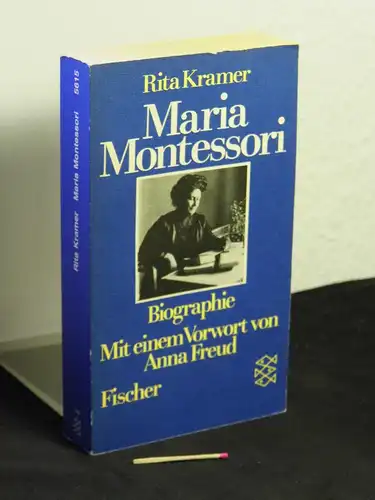 Rita Kramer
Maria
Montessori
Biographie
Mit einem Vorwort von
Anna Freud
Fischer
Rita Kramer Maria Montessori 5615